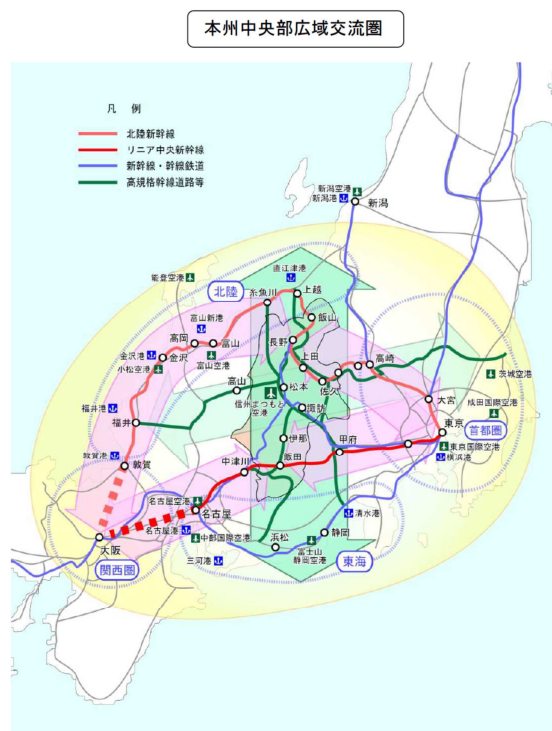 本州中央部広域交流圏
凡 例
北陸新幹線
リニア中央新幹線
新幹線・幹線鉄道
高規格幹線道路等
新潟空港
新潟港
新潟
能登空港
北陸
直江津港
糸魚川
上越
富山新港
飯山
高岡
富山
長野
金沢港
金沢
富山空港
上田
高崎
小松空港
茨城空港
高山
松本
佐久
信州まつもと
空港
諏訪
大宮
成田国際空港
福井港
福井
東京
首都圏
伊那
甲府
東京国際空港
横浜港
敦賀港
敦賀
中津川
飯田
名古屋空港
名古屋
清水港
名古屋港
中部国際空港
浜松
静岡
大阪
富士山
静岡空港
関西圏
三河港
東海